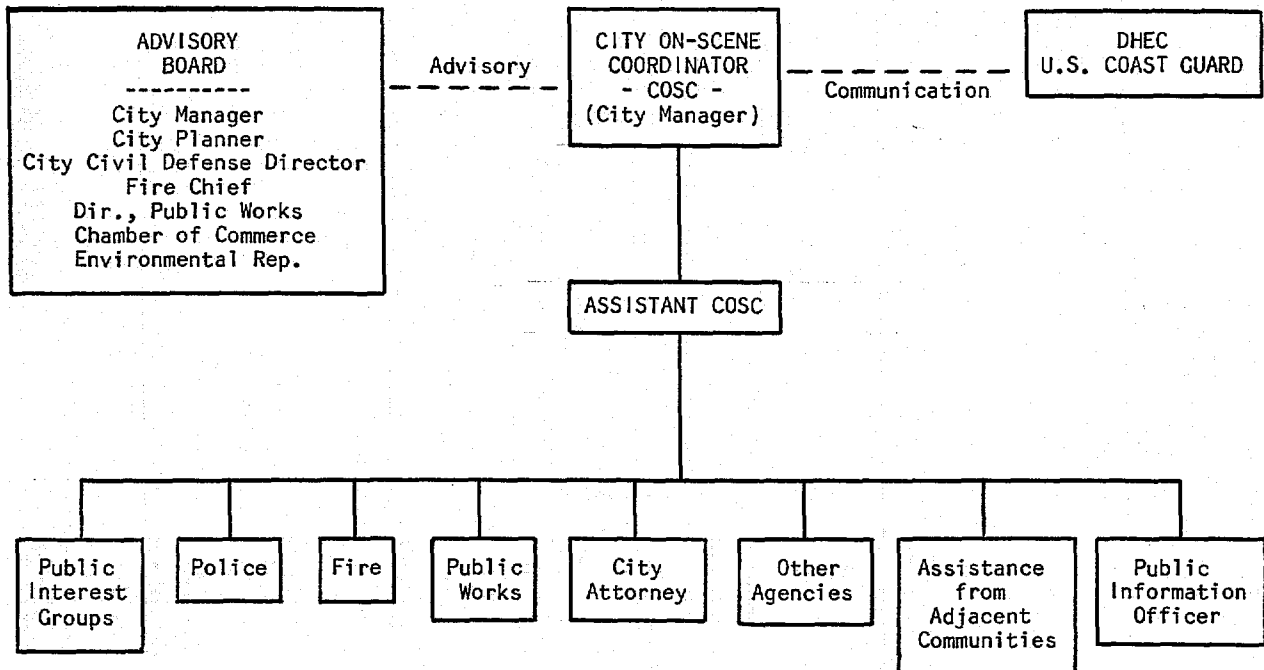 ADVISORY
BOARD
----------
City Manager
City Planner
City Civil Defense Director
Fire Chief
Dir., Public Works
Chamber of Commerce
Environmental Rep.
Advisory
CITY ON-SCENE
COORDINATOR
- COSC -
(City Manager)
Communication
DHEC
U.S. COAST GUARD
ASSISTANT COSC
Public
Interest
Groups
Police
Fire
Public
Works
City
Attorney
Other
Agencies
Assistance
from
Adjacent
Communities
Public
Information
Officer